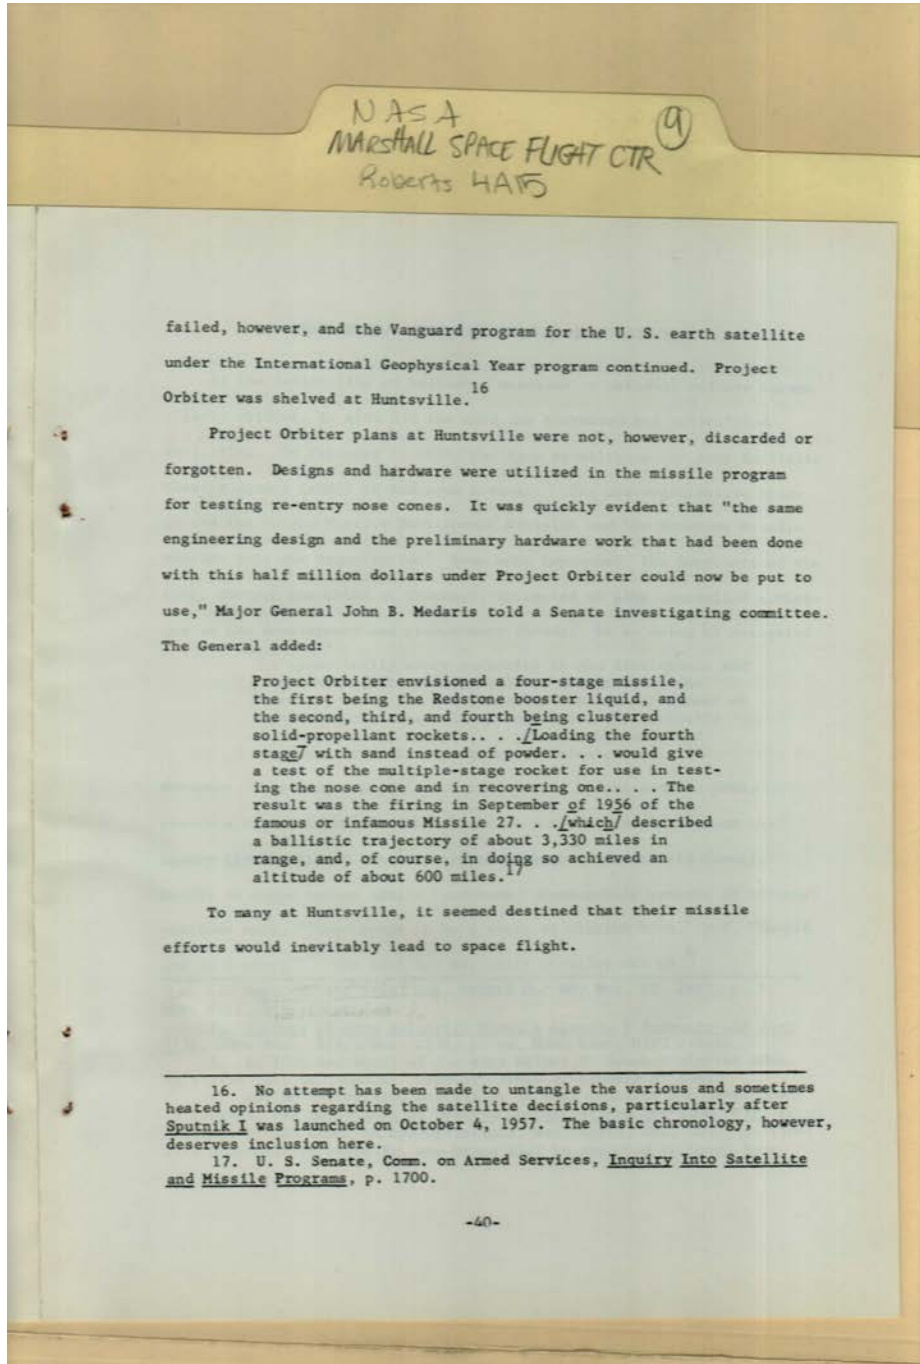 NASA
9
MARSHALL SPACE FLIGHT CTR
Roberts 4A15
failed, however, and the Vanguard program for the U. S. earth satellite
under the International Geophysical Year program continued. Project
Orbiter was shelved at Huntsville.16
Project Orbiter plans at Huntsville were not, however, discarded or
forgotten. Designs and hardware were utilized in the missile program
for testing re-entry nose cones. It was quickly evident that "the same
engineering design and the preliminary hardware work that had been done
with this half million dollars under Project Orbiter could now be put to
use," Major General John B. Medaris told a Senate investigating committee.
The General added:
Project Orbiter envisioned a four-stage missile,
the first being the Redstone booster liquid, and
the second, third, and fourth being clustered
solid-propellant rockets.. . ./Loading the fourth
stage/ with sand instead of powder. . . would give
a test of the multiple-stage rocket for use in test-
ing the nose cone and in recovering one.. . . The
result was the firing in September of 1956 of the
famous or infamous Missile 27. . ./which/ described
a ballistic trajectory of about 3,330 miles in
range, and, of course, in doing so achieved an
altitude of about 600 miles.17
To many at Huntsville, it seemed destined that their missile
efforts would inevitably lead to space flight.
16. No attempt has been made to untangle the various and sometimes
heated opinions regarding the satellite decisions, particularly after
Sputnik I was launched on October 4, 1957. The basic chronology, however,
deserves inclusion here.
17. U. S. Senate, Comm. on Armed Services, Inquiry Into Satellite
and Missile Programs, p. 1700.
-40-